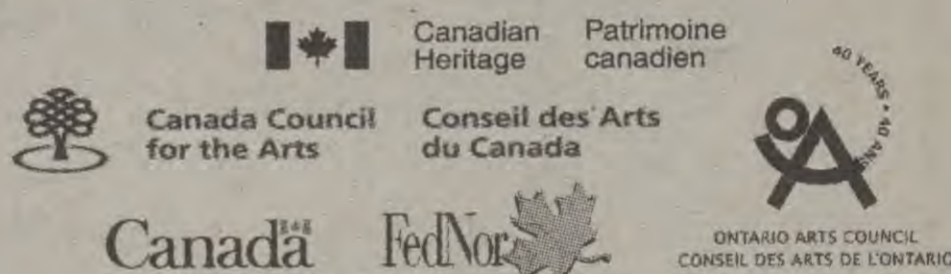 Canadian Heritage
Patrimoine canadien
Canada Council for the Arts
Conseil des Arts du Canada
40 YEARS • 40 ANS
Canada
FedNor
ONTARIO ARTS COUNCIL
CONSEIL DES ARTS DE L'ONTARIO